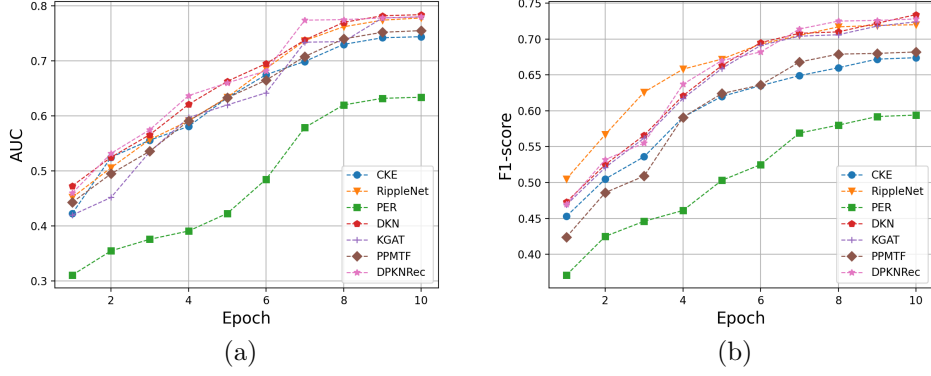 0.8
0.7
0.6
0.5
0.4
0.3
AUC
2 4 6 8 10
Epoch
CKE
RippleNet
PER
DKN
KGAT
PPMTF
DPKNRec
(a)
0.75
0.70
0.65
0.60
0.55
0.50
0.45
0.40
F1-score
2 4 6 8 10
Epoch
CKE
RippleNet
PER
DKN
KGAT
PPMTF
DPKNRec
(b)